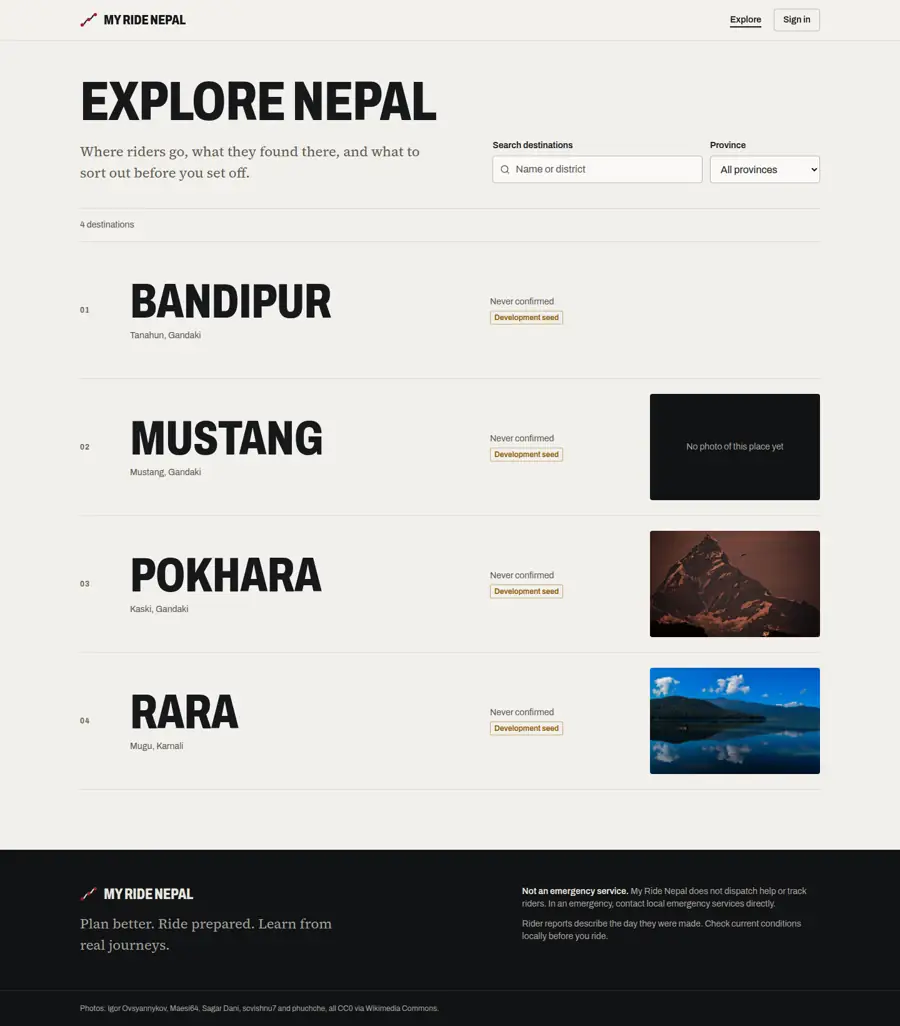 MY RIDE NEPAL
Explore
Sign in
EXPLORE NEPAL
Where riders go, what they found there, and what to
sort out before you set off.
Search destinations
Name or district
Province
All provinces
4 destinations
01
BANDIPUR
Tanahun, Gandaki
Never confirmed
Development seed
02
MUSTANG
Mustang, Gandaki
Never confirmed
Development seed
No photo of this place yet
03
POKHARA
Kaski, Gandaki
Never confirmed
Development seed
04
RARA
Mugu, Karnali
Never confirmed
Development seed
MY RIDE NEPAL
Plan better. Ride prepared. Learn from
real journeys.
Not an emergency service. My Ride Nepal does not dispatch help or track
riders. In an emergency, contact local emergency services directly.
Rider reports describe the day they were made. Check current conditions
locally before you ride.
Photos: Igor Ovsyannykov, Maesi64, Sagar Dani, scvishnu7 and phuchche, all CC0 via Wikimedia Commons.